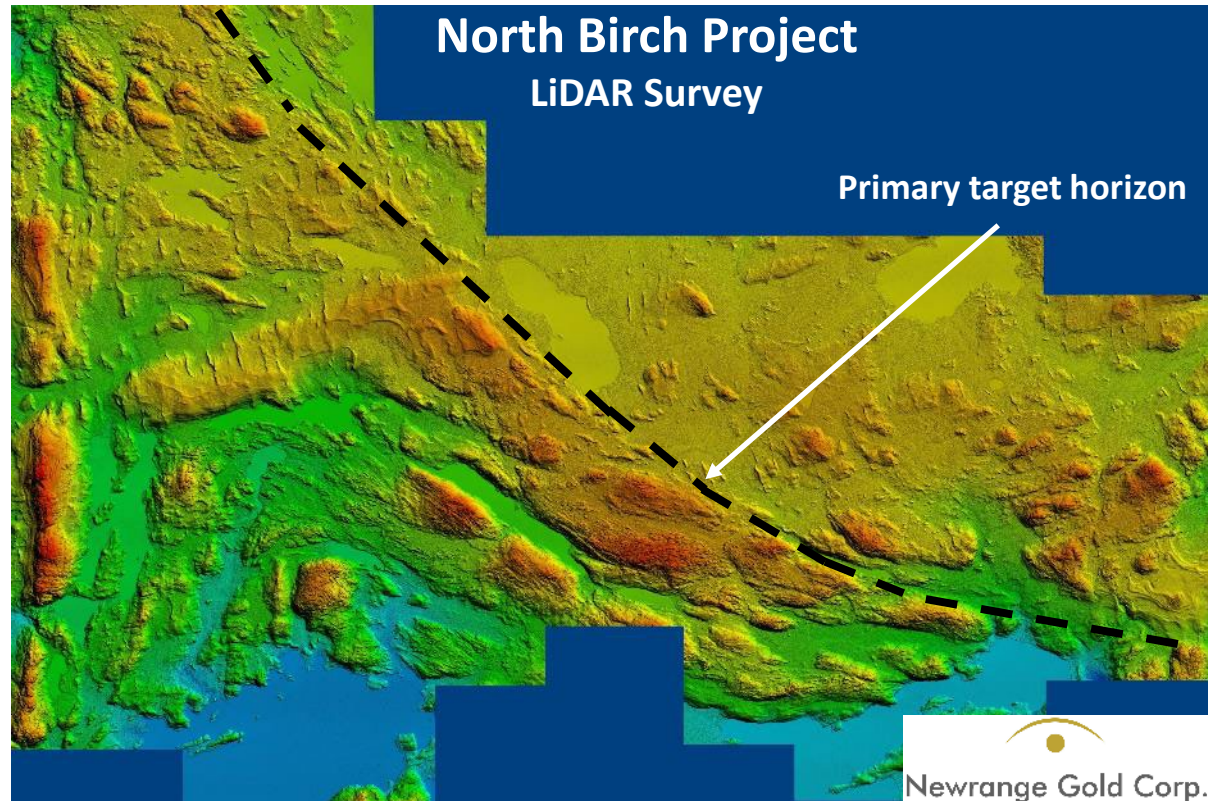 North Birch Project
LiDAR Survey
Primary target horizon
Newrange Gold Corp.